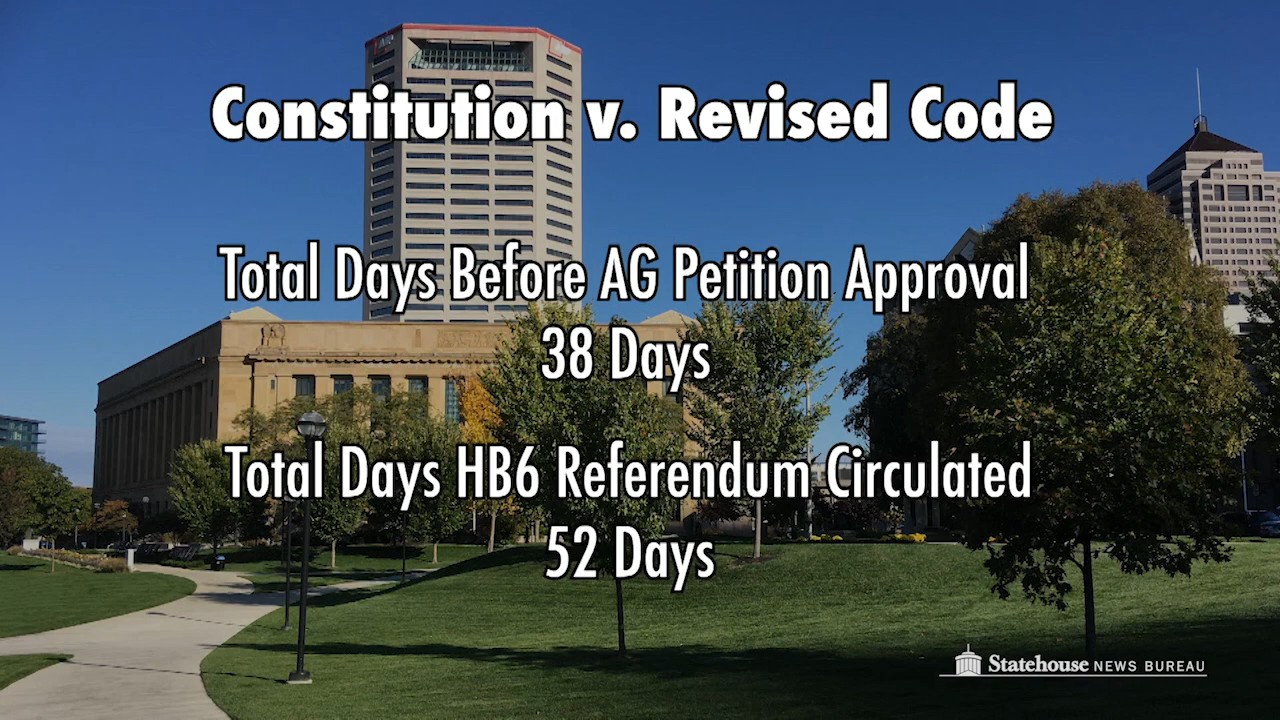 Constitution v. Revised Code
Total Days Before AG Petition Approval
38 Days
Total Days HB6 Referendum Circulated
52 Days
Statehouse NEWS BUREAU